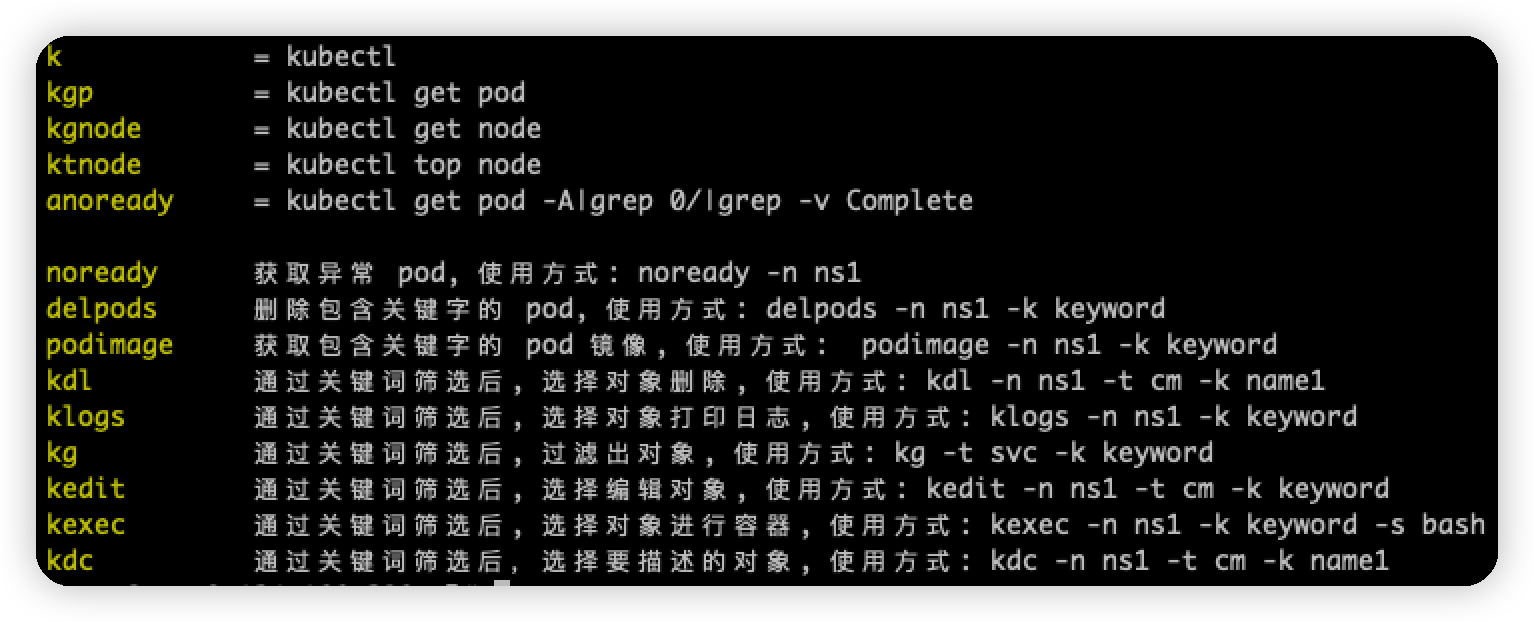 k = kubectl
kgp = kubectl get pod
kgnode = kubectl get node
ktnode = kubectl top node
anoready = kubectl get pod -A|grep 0/|grep -v Complete
noready 获取异常 pod, 使用方式: noready -n ns1
delpods 删除包含关键字的 pod, 使用方式: delpods -n ns1 -k keyword
podimage 获取包含关键字的 pod 镜像, 使用方式: podimage -n ns1 -k keyword
kdl 通过关键词筛选后, 选择对象删除, 使用方式: kdl -n ns1 -t cm -k name1
klogs 通过关键词筛选后, 选择对象打印日志, 使用方式: klogs -n ns1 -k keyword
kg 通过关键词筛选后, 过滤出对象, 使用方式: kg -t svc -k keyword
kedit 通过关键词筛选后, 选择编辑对象, 使用方式: kedit -n ns1 -t cm -k keyword
kexec 通过关键词筛选后, 选择对象进行容器, 使用方式: kexec -n ns1 -k keyword -s bash
kdc 通过关键词筛选后, 选择要描述的对象, 使用方式: kdc -n ns1 -t cm -k name1